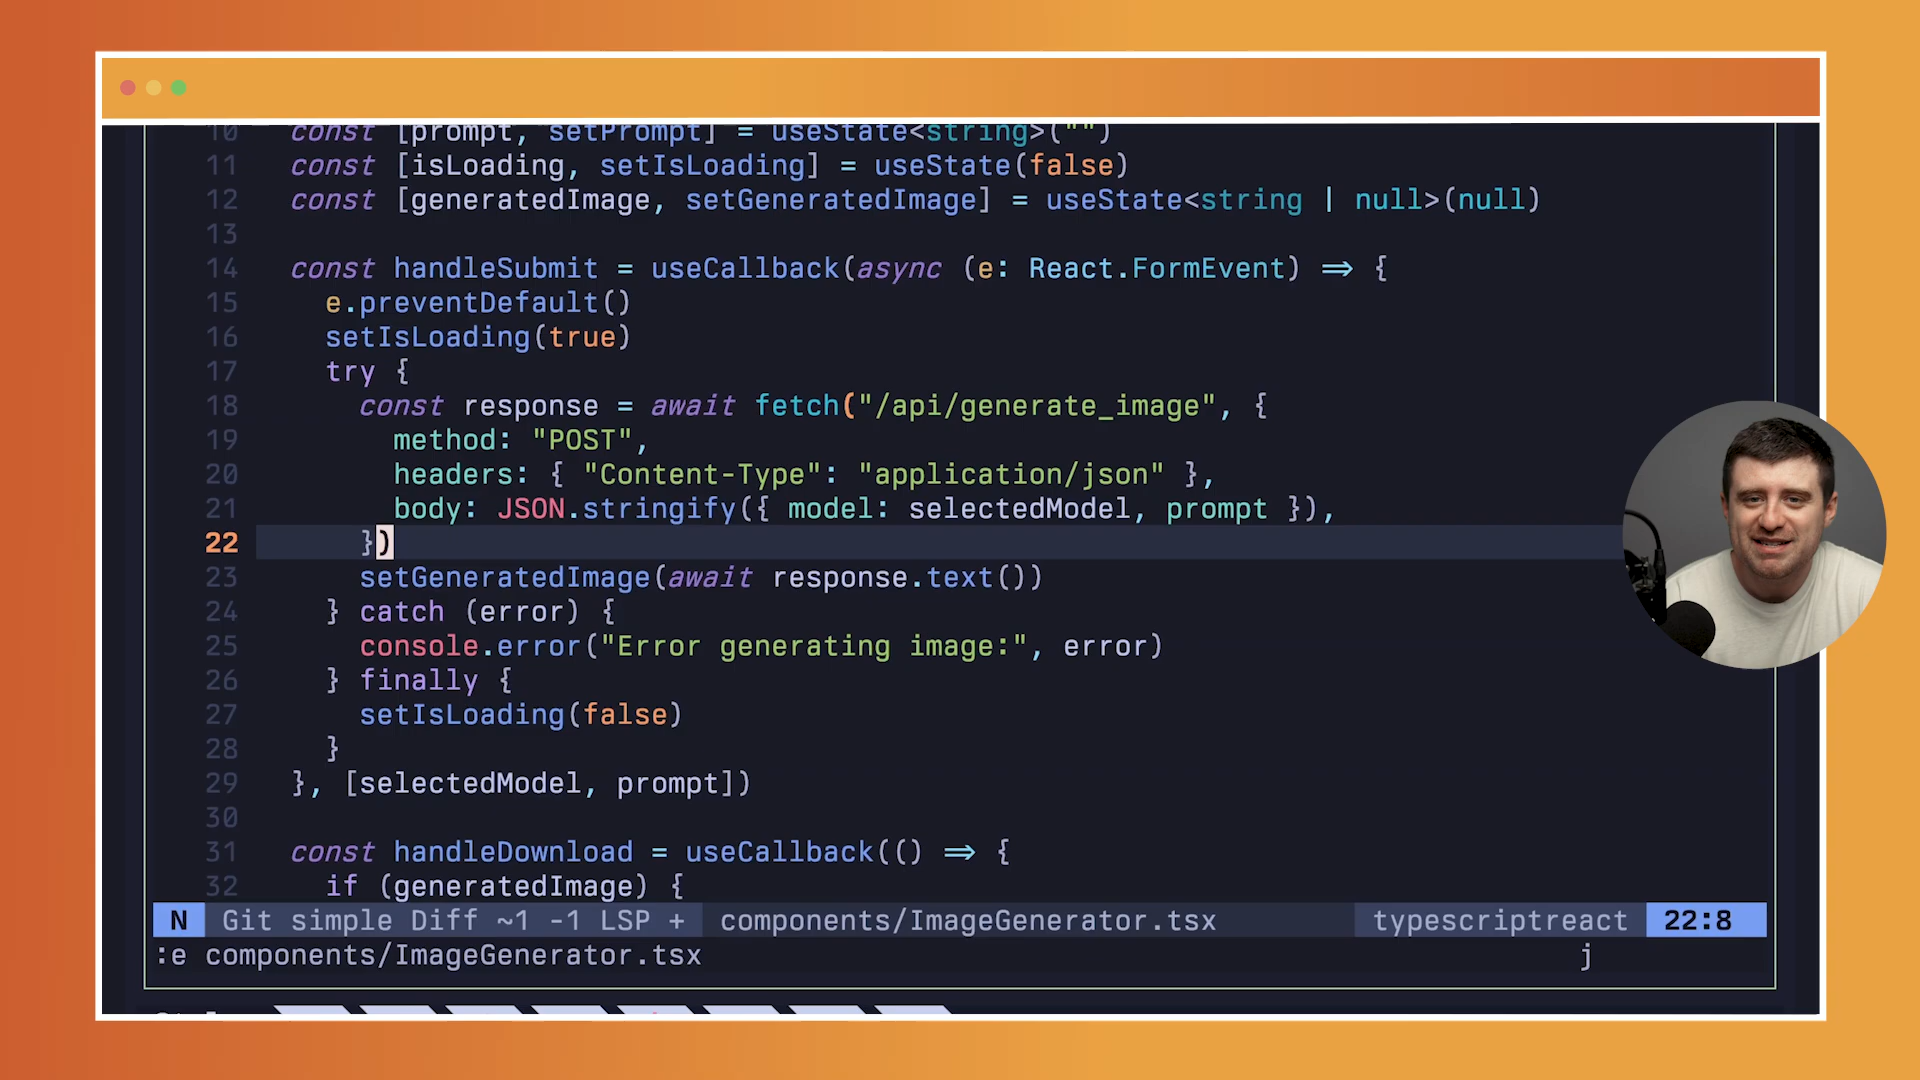 10 const [prompt, setPrompt] = useState<string>("")
11 const [isLoading, setIsLoading] = useState(false)
12 const [generatedImage, setGeneratedImage] = useState<string | null>(null)
13
14 const handleSubmit = useCallback(async (e: React.FormEvent) => {
15 e.preventDefault()
16 setIsLoading(true)
17 try {
18 const response = await fetch("/api/generate_image", {
19 method: "POST",
20 headers: { "Content-Type": "application/json" },
21 body: JSON.stringify({ model: selectedModel, prompt }),
22 })
23 setGeneratedImage(await response.text())
24 } catch (error) {
25 console.error("Error generating image:", error)
26 } finally {
27 setIsLoading(false)
28 }
29 }, [selectedModel, prompt])
30
31 const handleDownload = useCallback(() => {
32 if (generatedImage) {
N Git simple Diff ~1 -1 LSP + components/ImageGenerator.tsx typescriptreact 22:8
:e components/ImageGenerator.tsx j